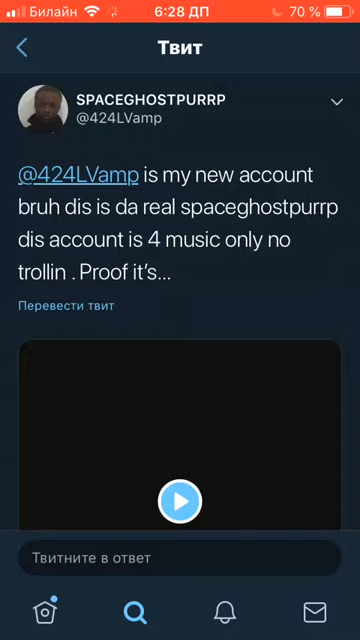 Билайн 6:28 ДП 70 %
Твит
SPACEGHOSTPURRP
@424LVamp
@424LVamp is my new account
bruh dis is da real spaceghostpurrp
dis account is 4 music only no
trollin . Proof it’s...
Перевести твит
Твитните в ответ